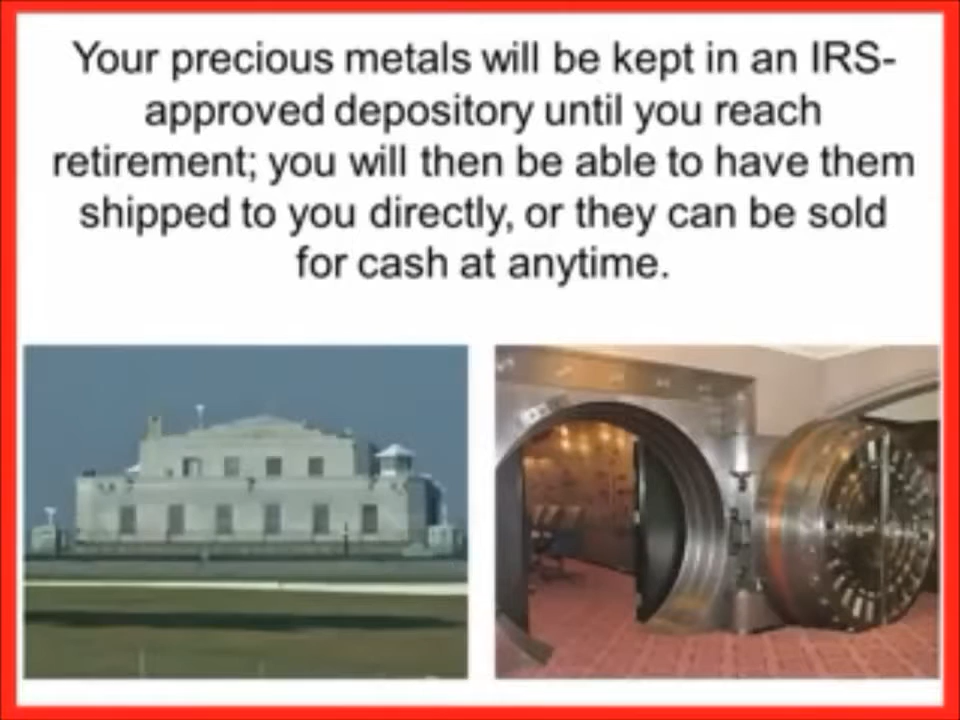 Your precious metals will be kept in an IRS-
approved depository until you reach
retirement; you will then be able to have them
shipped to you directly, or they can be sold
for cash at anytime.